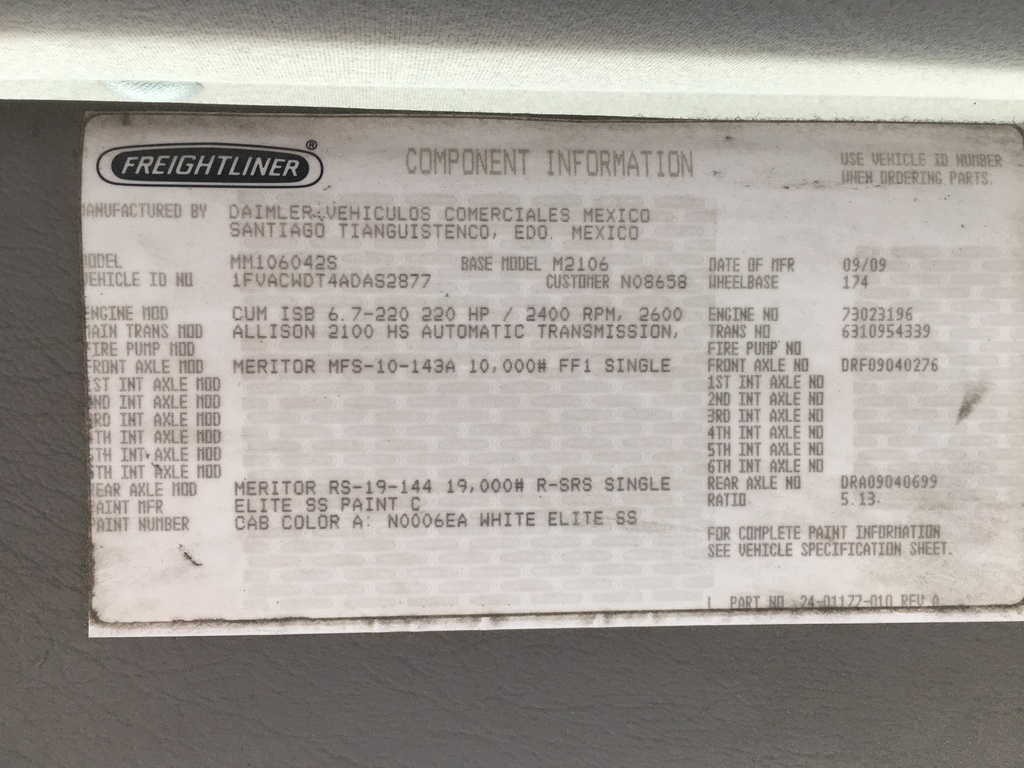 FREIGHTLINER®
COMPONENT INFORMATION
USE VEHICLE ID NUMBER
WHEN ORDERING PARTS.
ANUFACTURED BY DAIMLER VEHICULOS COMERCIALES MEXICO
SANTIAGO TIANGUISTENCO, EDO. MEXICO
ODEL MM106042S BASE MODEL M2106 DATE OF MFR 09/09
EHICLE ID NO 1FVACWDT4ADAS2877 CUSTOMER NO8658 WHEELBASE 174
ENGINE MOD CUM ISB 6.7-220 220 HP / 2400 RPM, 2600 ENGINE NO 73023196
AIN TRANS MOD ALLISON 2100 HS AUTOMATIC TRANSMISSION, TRANS NO 6310954339
FIRE PUMP MOD FIRE PUMP NO
FRONT AXLE MOD MERITOR MFS-10-143A 10,000# FF1 SINGLE FRONT AXLE NO DRF09040276
1ST INT AXLE MOD 1ST INT AXLE NO
2ND INT AXLE MOD 2ND INT AXLE NO
3RD INT AXLE MOD 3RD INT AXLE NO
4TH INT AXLE MOD 4TH INT AXLE NO
5TH INT AXLE MOD 5TH INT AXLE NO
6TH INT AXLE MOD 6TH INT AXLE NO
REAR AXLE MOD MERITOR RS-19-144 19,000# R-SRS SINGLE REAR AXLE NO DRA09040699
PAINT MFR ELITE SS PAINT C RATIO 5.13
PAINT NUMBER CAB COLOR A: N0006EA WHITE ELITE SS
FOR COMPLETE PAINT INFORMATION
SEE VEHICLE SPECIFICATION SHEET.
PART NO 24-01177-010 REV A